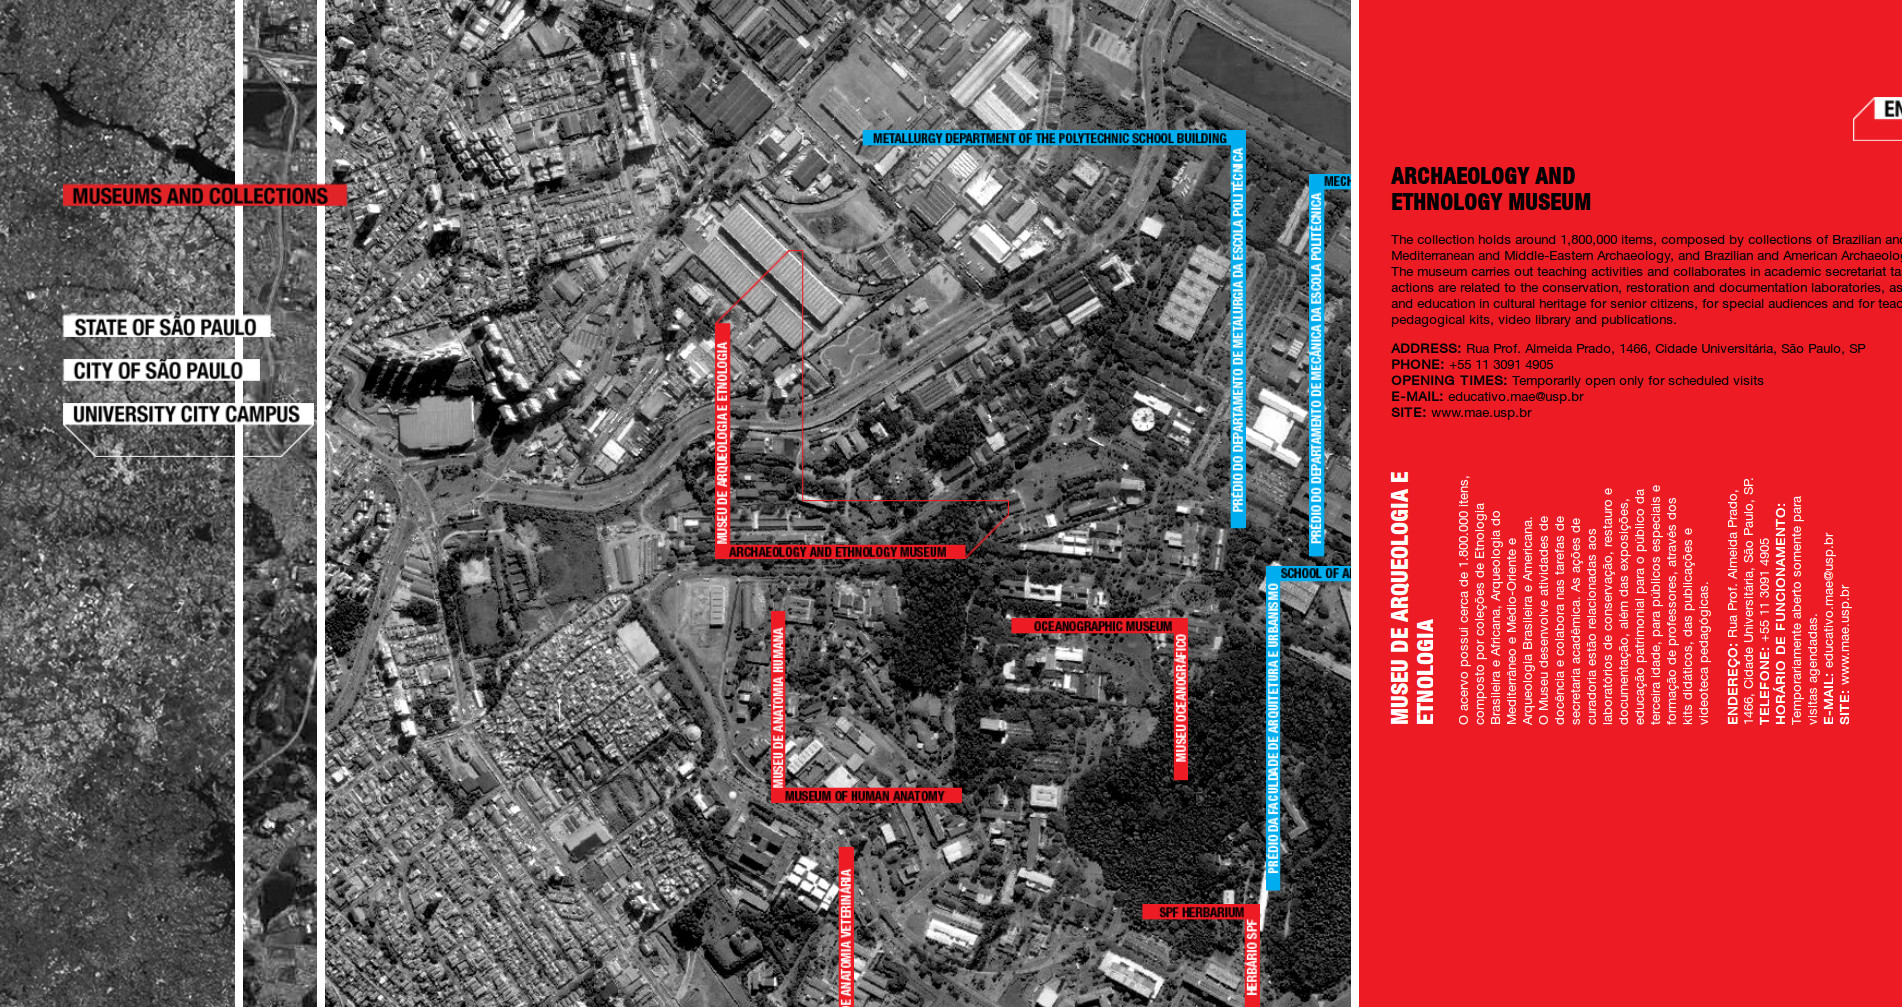 MUSEUMS AND COLLECTIONS
STATE OF SÃO PAULO
CITY OF SÃO PAULO
UNIVERSITY CITY CAMPUS
METALLURGY DEPARTMENT OF THE POLYTECHNIC SCHOOL BUILDING
PRÉDIO DO DEPARTAMENTO DE METALURGIA DA ESCOLA POLITÉCNICA
MECH
PRÉDIO DO DEPARTAMENTO DE MECÂNICA DA ESCOLA POLITÉCNICA
MUSEU DE ARQUEOLOGIA E ETNOLOGIA
ARCHAEOLOGY AND ETHNOLOGY MUSEUM
SCHOOL OF A
PRÉDIO DA FACULDADE DE ARQUITETURA E URBANISMO
OCEANOGRAPHIC MUSEUM
MUSEU OCEANOGRÁFICO
MUSEU DE ANATOMIA HUMANA
MUSEUM OF HUMAN ANATOMY
DE ANATOMIA VETERINÁRIA
SPF HERBARIUM
HERBÁRIO SPF
EN
ARCHAEOLOGY AND
ETHNOLOGY MUSEUM
The collection holds around 1,800,000 items, composed by collections of Brazilian and
Mediterranean and Middle-Eastern Archaeology, and Brazilian and American Archaeolo
The museum carries out teaching activities and collaborates in academic secretariat ta
actions are related to the conservation, restoration and documentation laboratories, as
and education in cultural heritage for senior citizens, for special audiences and for teac
pedagogical kits, video library and publications.
ADDRESS: Rua Prof. Almeida Prado, 1466, Cidade Universitária, São Paulo, SP
PHONE: +55 11 3091 4905
OPENING TIMES: Temporarily open only for scheduled visits
E-MAIL: educativo.mae@usp.br
SITE: www.mae.usp.br
MUSEU DE ARQUEOLOGIA E
ETNOLOGIA
O acervo possui cerca de 1.800.000 itens,
composto por coleções de Etnologia
Brasileira e Africana, Arqueologia do
Mediterrâneo e Médio-Oriente e
Arqueologia Brasileira e Americana.
O Museu desenvolve atividades de
docência e colabora nas tarefas de
secretaria acadêmica. As ações de
curadoria estão relacionadas aos
laboratórios de conservação, restauro e
documentação, além das exposições,
educação patrimonial para o público da
terceira idade, para públicos especiais e
formação de professores, através dos
kits didáticos, das publicações e
videoteca pedagógicas.
ENDEREÇO: Rua Prof. Almeida Prado,
1466, Cidade Universitária, São Paulo, SP.
TELEFONE: +55 11 3091 4905
HORÁRIO DE FUNCIONAMENTO:
Temporariamente aberto somente para
visitas agendadas.
E-MAIL: educativo.mae@usp.br
SITE: www.mae.usp.br